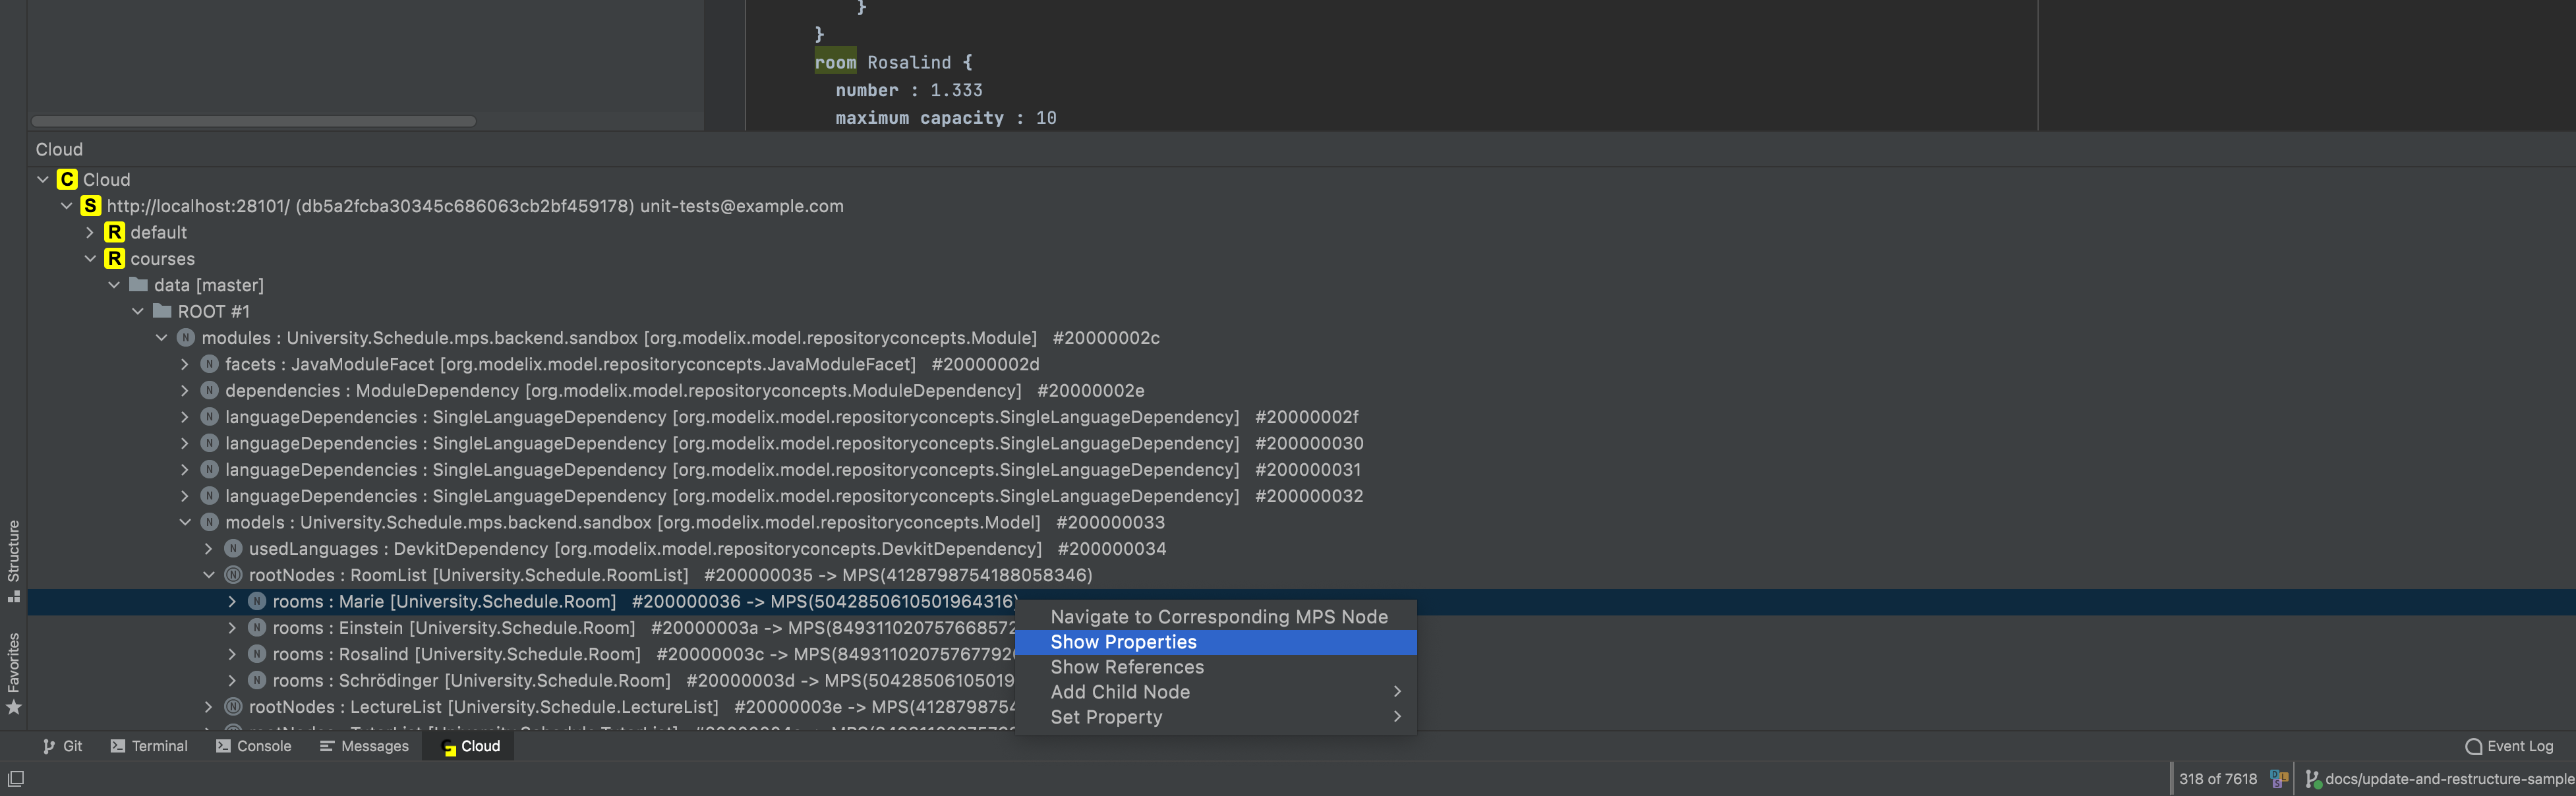 }
}
room Rosalind {
number : 1.333
maximum capacity : 10
Cloud
C Cloud
S http://localhost:28101/ (db5a2fcba30345c686063cb2bf459178) unit-tests@example.com
R default
R courses
data [master]
ROOT #1
N modules : University.Schedule.mps.backend.sandbox [org.modelix.model.repositoryconcepts.Module] #20000002c
N facets : JavaModuleFacet [org.modelix.model.repositoryconcepts.JavaModuleFacet] #20000002d
N dependencies : ModuleDependency [org.modelix.model.repositoryconcepts.ModuleDependency] #20000002e
N languageDependencies : SingleLanguageDependency [org.modelix.model.repositoryconcepts.SingleLanguageDependency] #20000002f
N languageDependencies : SingleLanguageDependency [org.modelix.model.repositoryconcepts.SingleLanguageDependency] #200000030
N languageDependencies : SingleLanguageDependency [org.modelix.model.repositoryconcepts.SingleLanguageDependency] #200000031
N languageDependencies : SingleLanguageDependency [org.modelix.model.repositoryconcepts.SingleLanguageDependency] #200000032
N models : University.Schedule.mps.backend.sandbox [org.modelix.model.repositoryconcepts.Model] #200000033
N usedLanguages : DevkitDependency [org.modelix.model.repositoryconcepts.DevkitDependency] #200000034
N rootNodes : RoomList [University.Schedule.RoomList] #200000035 -> MPS(4128798754188058346)
N rooms : Marie [University.Schedule.Room] #200000036 -> MPS(5042850610501964316)
N rooms : Einstein [University.Schedule.Room] #20000003a -> MPS(849311020757668572
N rooms : Rosalind [University.Schedule.Room] #20000003c -> MPS(
N rooms : Schrödinger [University.Schedule.Room] #20000003d -> MPS(50428506105019
N rootNodes : LectureList [University.Schedule.LectureList] #20000003e -> MPS(412879875
Navigate to Corresponding MPS Node
Show Properties
Show References
Add Child Node
Set Property
Structure
Favorites
Git Terminal Console Messages Cloud Event Log
318 of 7618 docs/update-and-restructure-sample